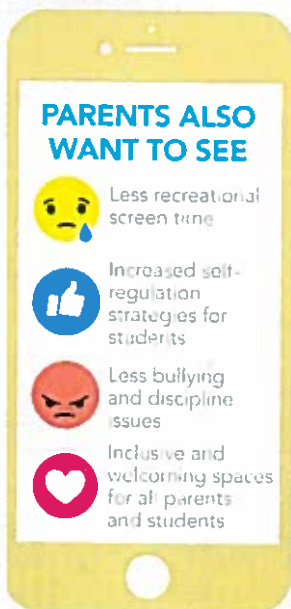 PARENTS ALSO
WANT TO SEE
Less recreational
screen time
Increased self-
regulation
strategies for
students
Less bullying
and discipline
issues
Inclusive and
welcoming spaces
for all parents
and students